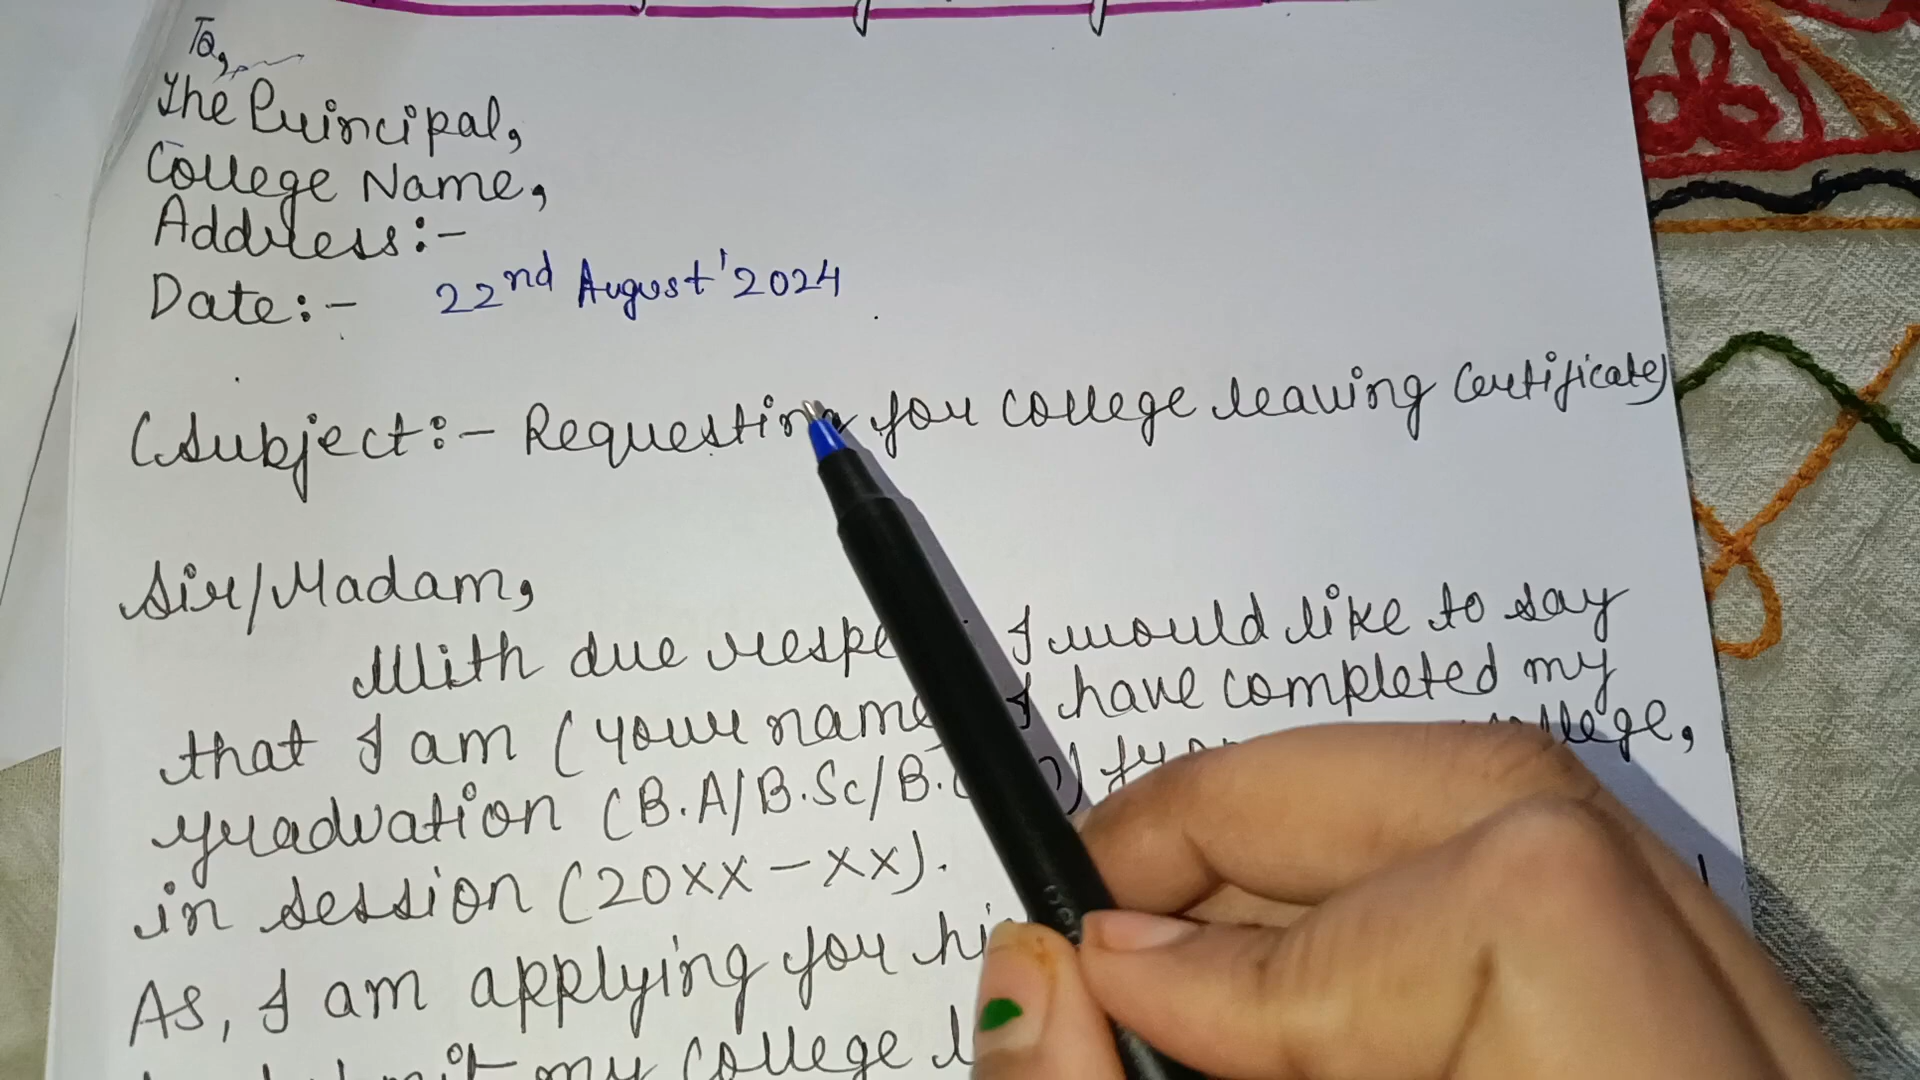 To,
The Principal,
College Name,
Address:-
Date:- 22nd August'2024
(Subject:- Requesting for college leaving certificate)
Sir/Madam,
With due I would like to say
that I am (your name I have completed my
graduation (B.A/B.Sc/B. college,
in session (20xx-xx).
As, I am applying for
my college